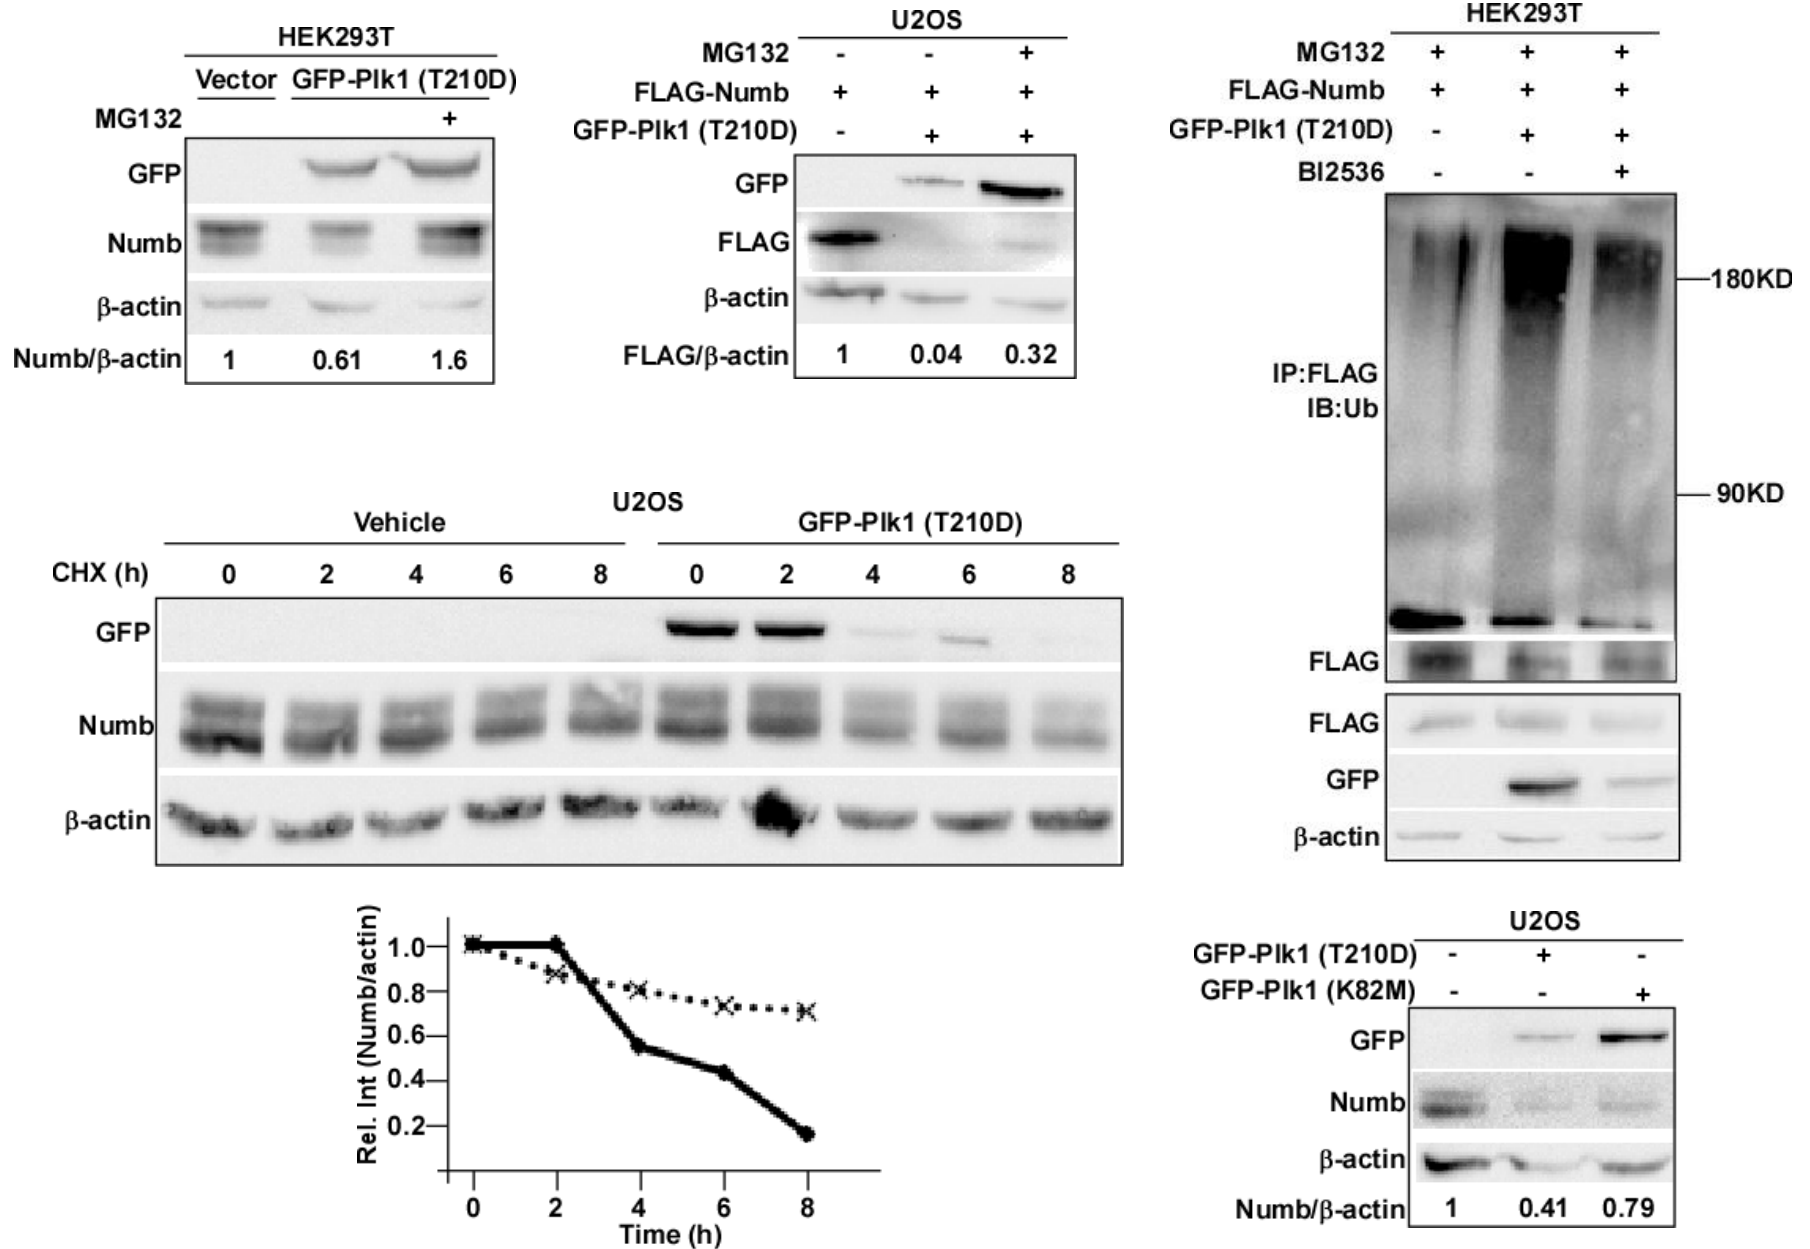 HEK293T
Vector GFP-Plk1 (T210D)
MG132 +
GFP
Numb
β-actin
Numb/β-actin 1 0.61 1.6
U2OS
MG132 - - +
FLAG-Numb + + +
GFP-Plk1 (T210D) - + +
GFP
FLAG
β-actin
FLAG/β-actin 1 0.04 0.32
HEK293T
MG132 + + +
FLAG-Numb + + +
GFP-Plk1 (T210D) - + +
BI2536 - - +
180KD
IP:FLAG
IB:Ub
90KD
FLAG
FLAG
GFP
β-actin
U2OS
Vehicle GFP-Plk1 (T210D)
CHX (h) 0 2 4 6 8 0 2 4 6 8
GFP
Numb
β-actin
Rel. Int (Numb/actin)
1.0
0.8
0.6
0.4
0.2
0 2 4 6 8
Time (h)
U2OS
GFP-Plk1 (T210D) - + -
GFP-Plk1 (K82M) - - +
GFP
Numb
β-actin
Numb/β-actin 1 0.41 0.79